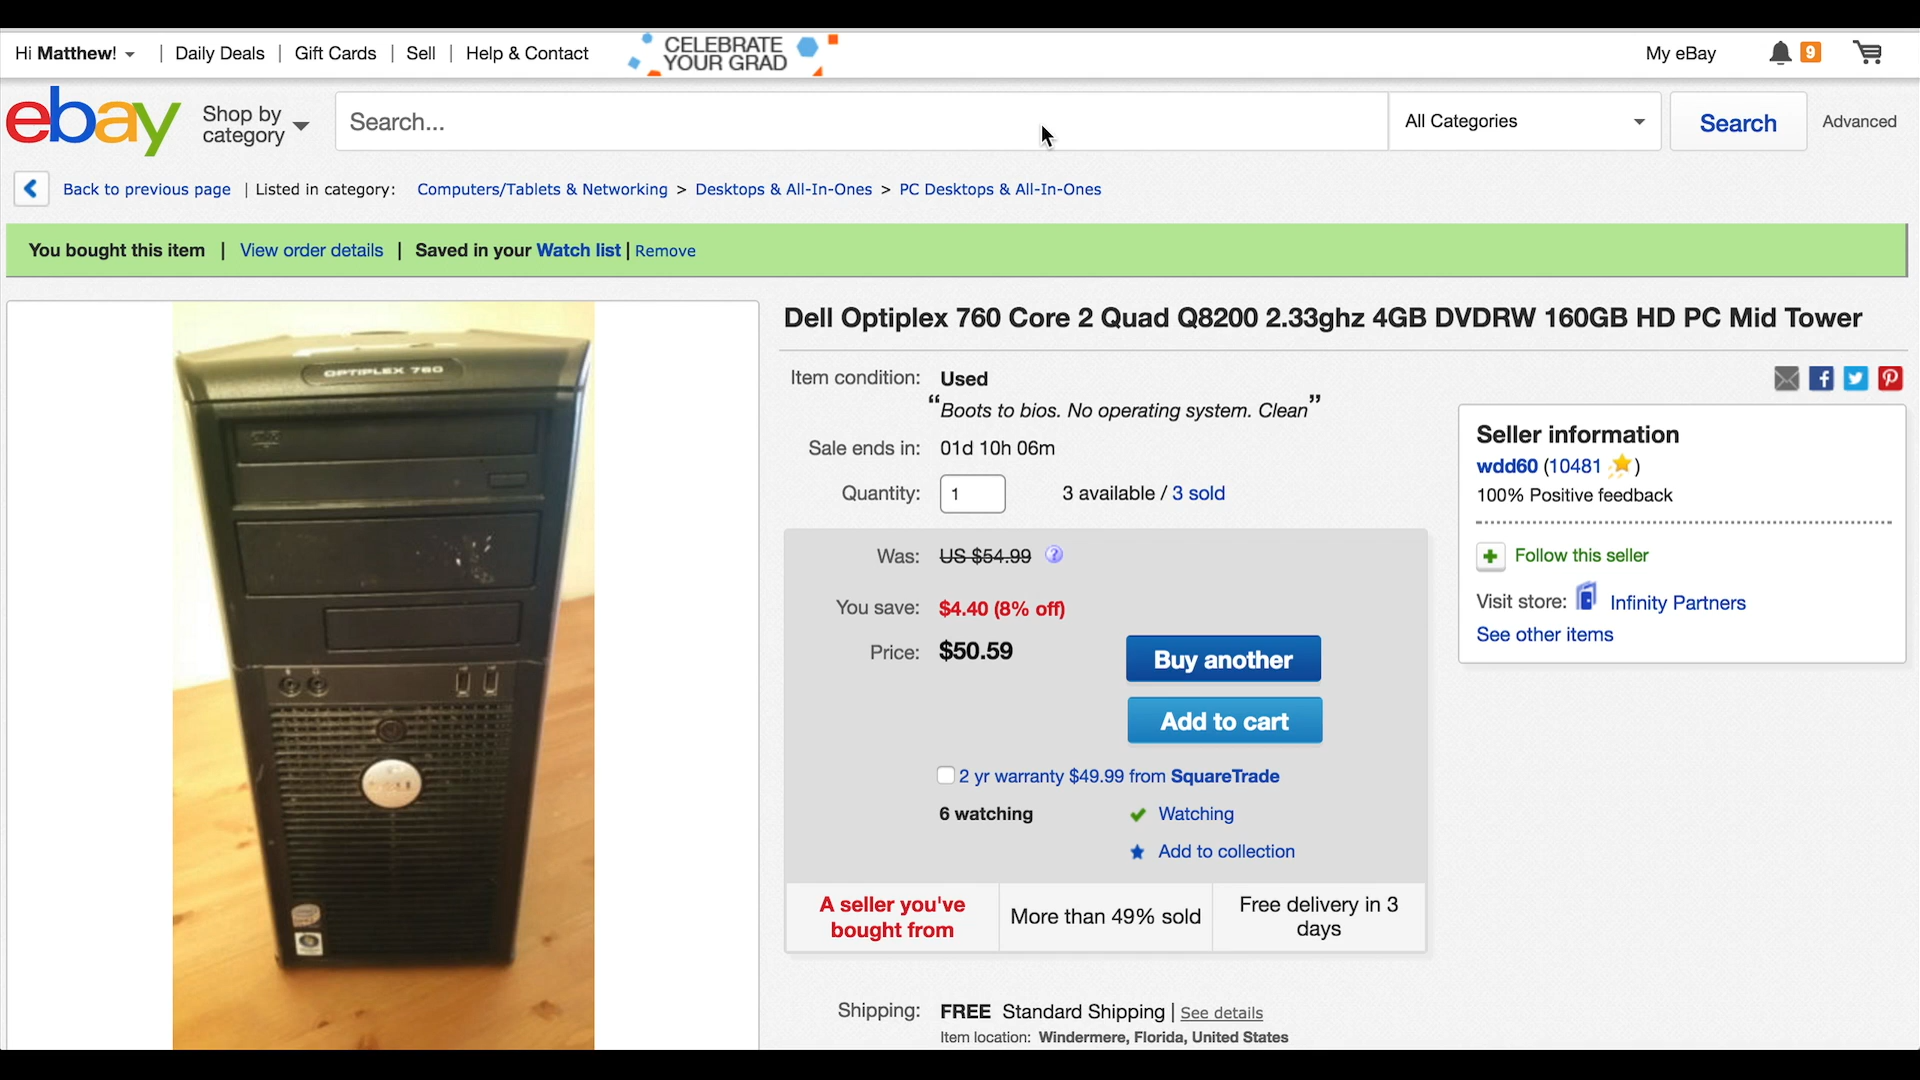 Hi Matthew!
Daily Deals
Gift Cards
Sell
Help & Contact
CELEBRATE
YOUR GRAD
My eBay
9
ebay
Shop by
category
Search...
All Categories
Search
Advanced
Back to previous page | Listed in category: Computers/Tablets & Networking > Desktops & All-In-Ones > PC Desktops & All-In-Ones
You bought this item | View order details | Saved in your Watch list | Remove
OPTIPLEX 760
Dell Optiplex 760 Core 2 Quad Q8200 2.33ghz 4GB DVDRW 160GB HD PC Mid Tower
Item condition: Used
“Boots to bios. No operating system. Clean”
Sale ends in: 01d 10h 06m
Quantity: 1
3 available / 3 sold
Was: US $54.99
You save: $4.40 (8% off)
Price: $50.59
Buy another
Add to cart
2 yr warranty $49.99 from SquareTrade
6 watching
Watching
Add to collection
A seller you've
bought from
More than 49% sold
Free delivery in 3
days
Shipping: FREE Standard Shipping | See details
Item location: Windermere, Florida, United States
Seller information
wdd60 (10481)
100% Positive feedback
Follow this seller
Visit store: Infinity Partners
See other items